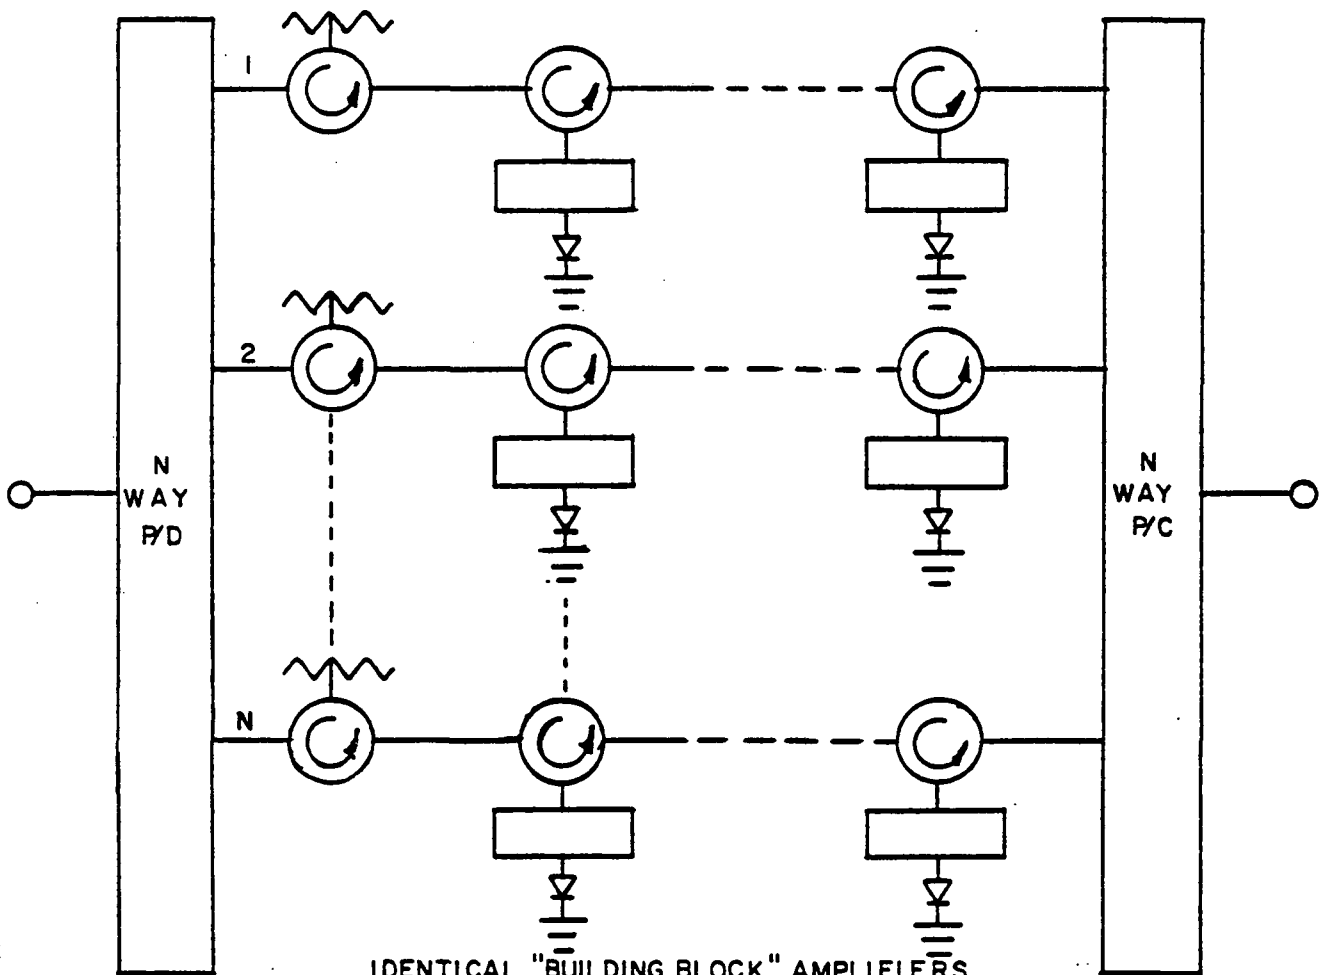 1
2
N
WAY
P/D
N
WAY
P/C
N
IDENTICAL "BUILDING BLOCK" AMPLIFIERS